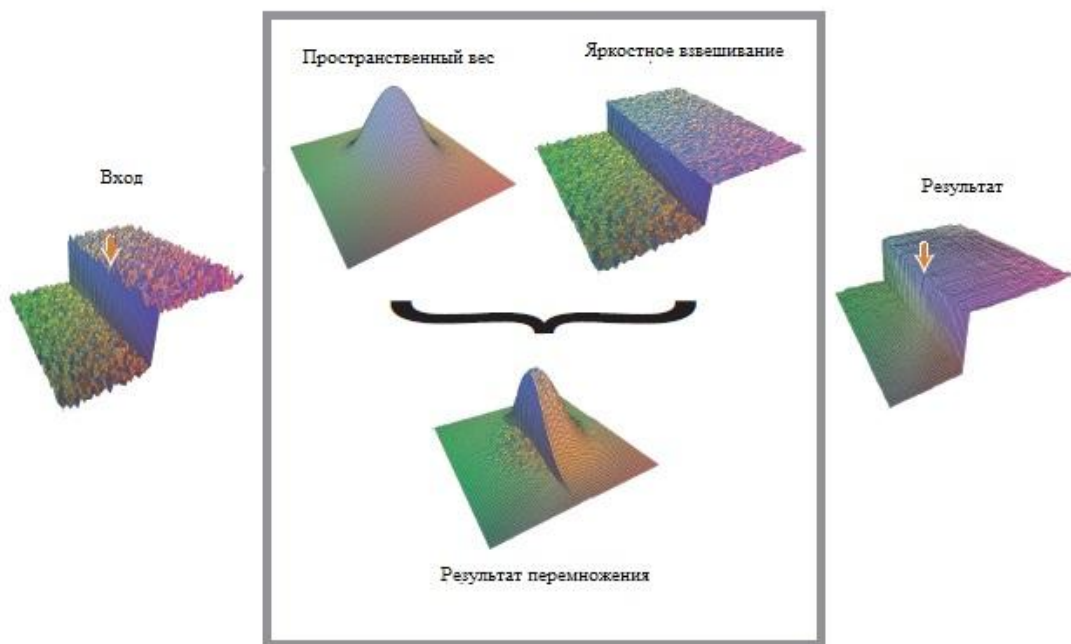 Пространственный вес
Яркостное взвешивание
Вход
Результат
Результат перемножения